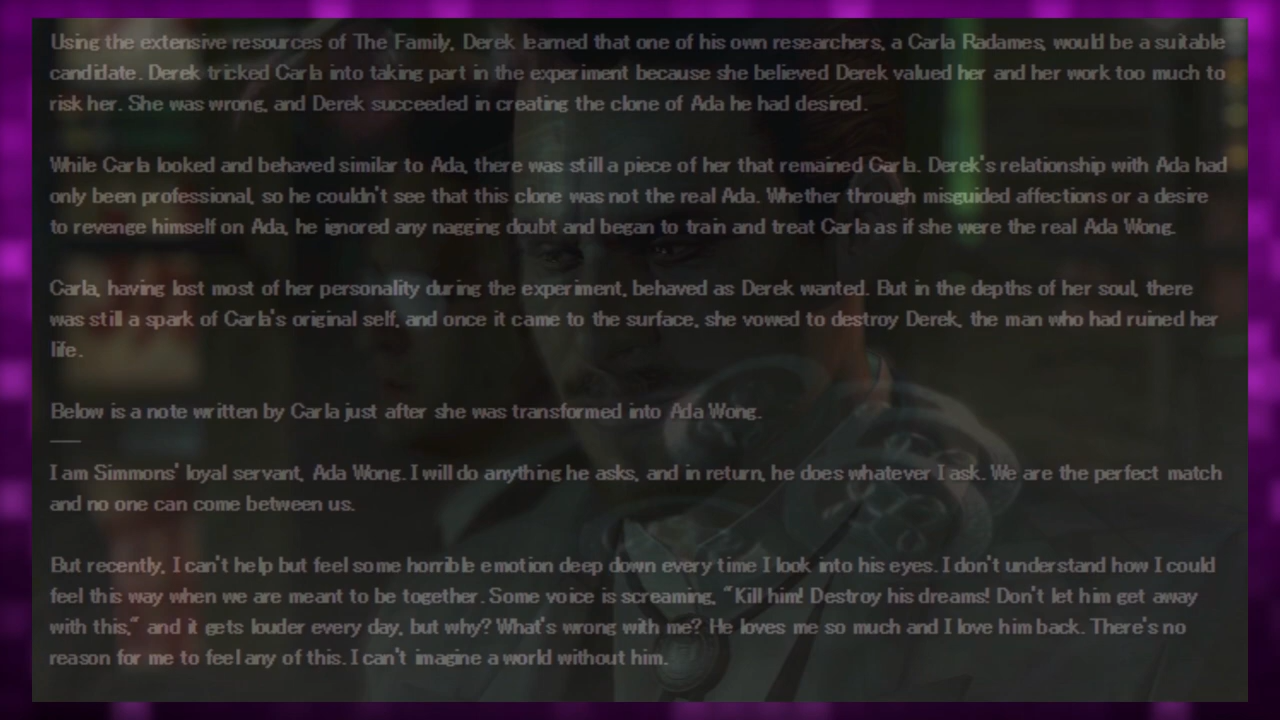 Using the extensive resources of The Family, Derek learned that one of his own researchers, a Carla Radames, would be a suitable
candidate. Derek tricked Carla into taking part in the experiment because she believed Derek valued her and her work too much to
risk her. She was wrong, and Derek succeeded in creating the clone of Ada he had desired.
While Carla looked and behaved similar to Ada, there was still a piece of her that remained Carla. Derek's relationship with Ada had
only been professional, so he couldn't see that this clone was not the real Ada. Whether through misguided affections or a desire
to revenge himself on Ada, he ignored any nagging doubt and began to train and treat Carla as if she were the real Ada Wong.
Carla, having lost most of her personality during the experiment, behaved as Derek wanted. But in the depths of her soul, there
was still a spark of Carla's original self, and once it came to the surface, she vowed to destroy Derek, the man who had ruined her
life.
Below is a note written by Carla just after she was transformed into Ada Wong.
——
I am Simmons' loyal servant, Ada Wong. I will do anything he asks, and in return, he does whatever I ask. We are the perfect match
and no one can come between us.
But recently, I can't help but feel some horrible emotion deep down every time I look into his eyes. I don't understand how I could
feel this way when we are meant to be together. Some voice is screaming, "Kill him! Destroy his dreams! Don't let him get away
with this," and it gets louder every day, but why? What's wrong with me? He loves me so much and I love him back. There's no
reason for me to feel any of this. I can't imagine a world without him.